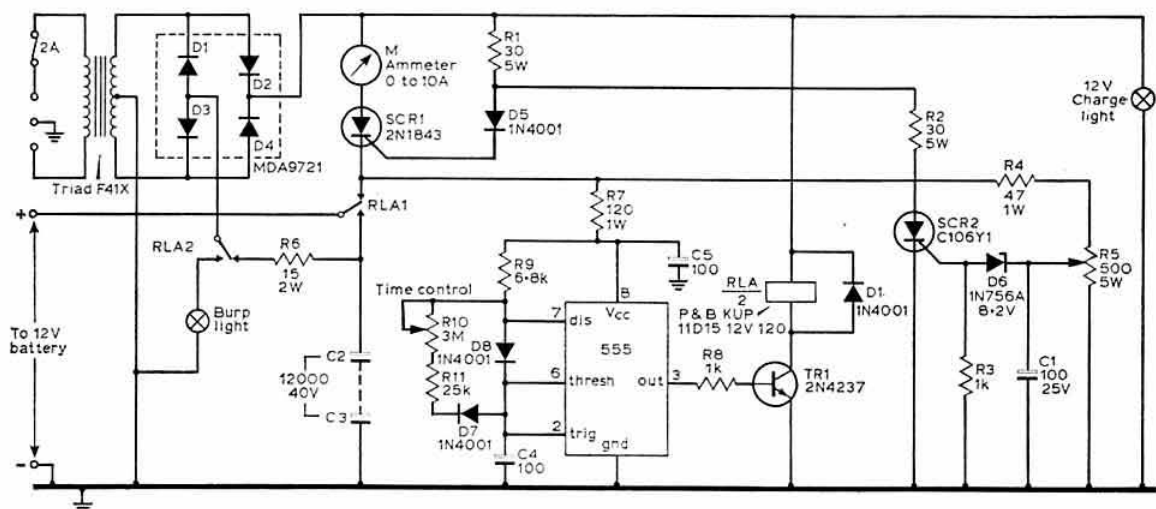 2A
Triad F41X
D1
D2
D3
D4
MDA9721
M
Ammeter
0 to 10A
SCR1
2N1843
R1
30
5W
D5
1N4001
R2
30
5W
12V
Charge
light
R4
47
1W
SCR2
C106Y1
R5
500
5W
D6
1N756A
8·2V
R3
1k
C1
100
25V
+
RLA1
RLA2
R6
15
2W
R7
120
1W
C5
100
R9
6·8k
Time control
R10
3M
1N4001
D8
R11
25k
D7
1N4001
C4
100
7
dis
8
Vcc
555
6
thresh
out
3
2
trig
gnd
R8
1k
TR1
2N4237
RLA
2
P & B KUP
11D15 12V 120
D1
1N4001
Burp
light
To 12V
battery
C2
12000
40V
C3
−